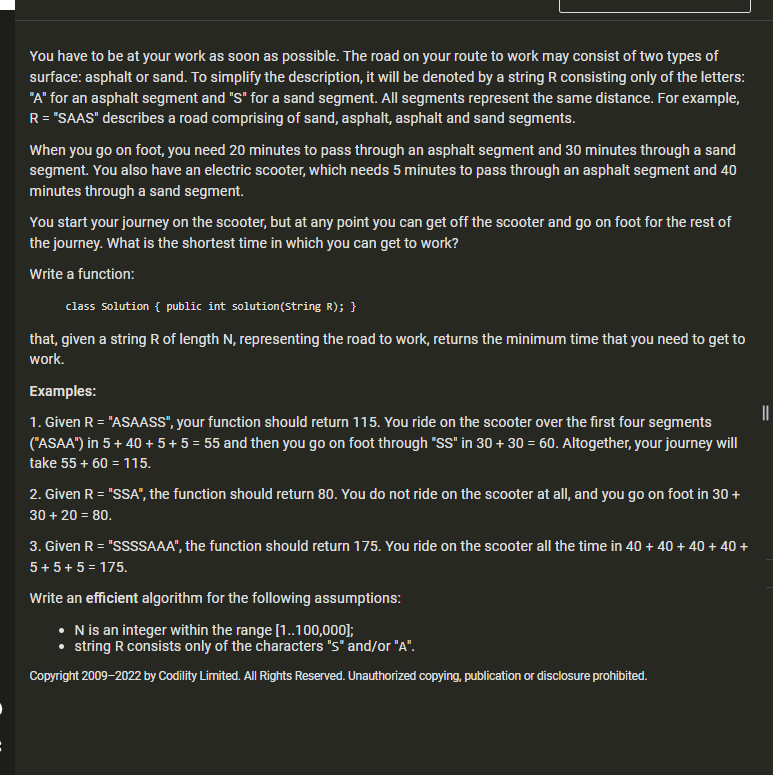 You have to be at your work as soon as possible. The road on your route to work may consist of two types of
surface: asphalt or sand. To simplify the description, it will be denoted by a string R consisting only of the letters:
"A" for an asphalt segment and "S" for a sand segment. All segments represent the same distance. For example,
R = "SAAS" describes a road comprising of sand, asphalt, asphalt and sand segments.
When you go on foot, you need 20 minutes to pass through an asphalt segment and 30 minutes through a sand
segment. You also have an electric scooter, which needs 5 minutes to pass through an asphalt segment and 40
minutes through a sand segment.
You start your journey on the scooter, but at any point you can get off the scooter and go on foot for the rest of
the journey. What is the shortest time in which you can get to work?
Write a function:
class Solution { public int solution(String R); }
that, given a string R of length N, representing the road to work, returns the minimum time that you need to get to
work.
Examples:
1. Given R = "ASAASS", your function should return 115. You ride on the scooter over the first four segments
("ASAA") in 5 + 40 + 5 + 5 = 55 and then you go on foot through "SS" in 30 + 30 = 60. Altogether, your journey will
take 55 + 60 = 115.
2. Given R = "SSA", the function should return 80. You do not ride on the scooter at all, and you go on foot in 30 +
30 + 20 = 80.
3. Given R = "SSSSAAA", the function should return 175. You ride on the scooter all the time in 40 + 40 + 40 + 40 +
5 + 5 + 5 = 175.
Write an efficient algorithm for the following assumptions:
• N is an integer within the range [1..100,000];
• string R consists only of the characters "S" and/or "A".
Copyright 2009–2022 by Codility Limited. All Rights Reserved. Unauthorized copying, publication or disclosure prohibited.